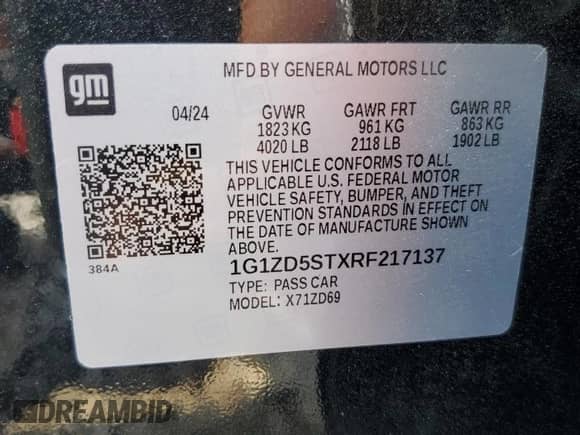 gm
MFD BY GENERAL MOTORS LLC
04/24 GVWR GAWR FRT GAWR RR
1823 KG 961 KG 863 KG
4020 LB 2118 LB 1902 LB
THIS VEHICLE CONFORMS TO ALL
APPLICABLE U.S. FEDERAL MOTOR
VEHICLE SAFETY, BUMPER, AND THEFT
PREVENTION STANDARDS IN EFFECT ON
THE DATE OF MANUFACTURE SHOWN
ABOVE.
384A
1G1ZD5STXRF217137
TYPE: PASS CAR
MODEL: X71ZD69
DREAMBID